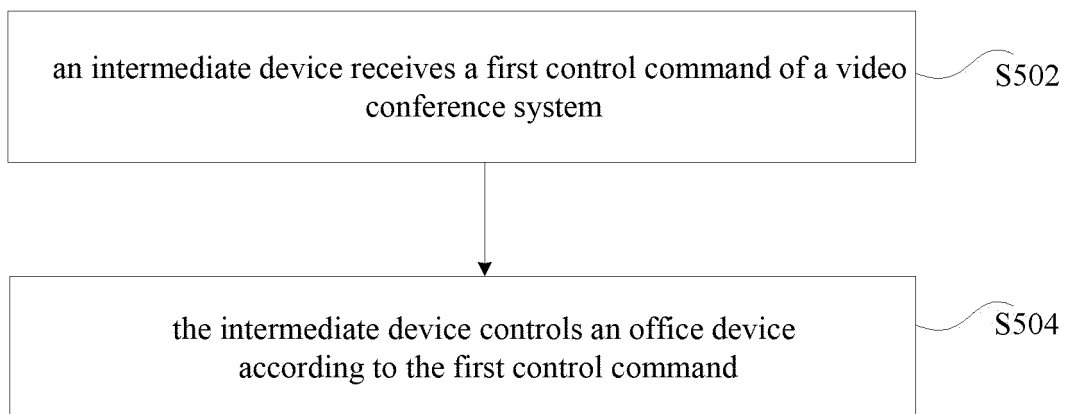 an intermediate device receives a first control command of a video
conference system
S502
the intermediate device controls an office device
according to the first control command
S504